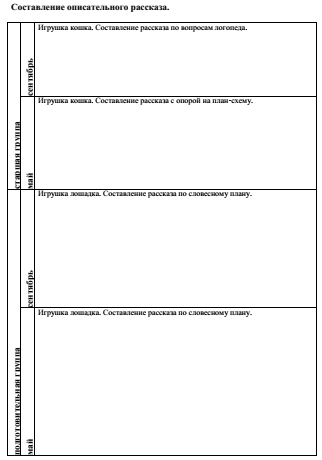 Составление описательного рассказа.
старшая группа
сентябрь
Игрушка кошка. Составление рассказа по вопросам логопеда.
май
Игрушка кошка. Составление рассказа с опорой на план-схему.
подготовительная группа
сентябрь
Игрушка лошадка. Составление рассказа по словесному плану.
май
Игрушка лошадка. Составление рассказа по словесному плану.